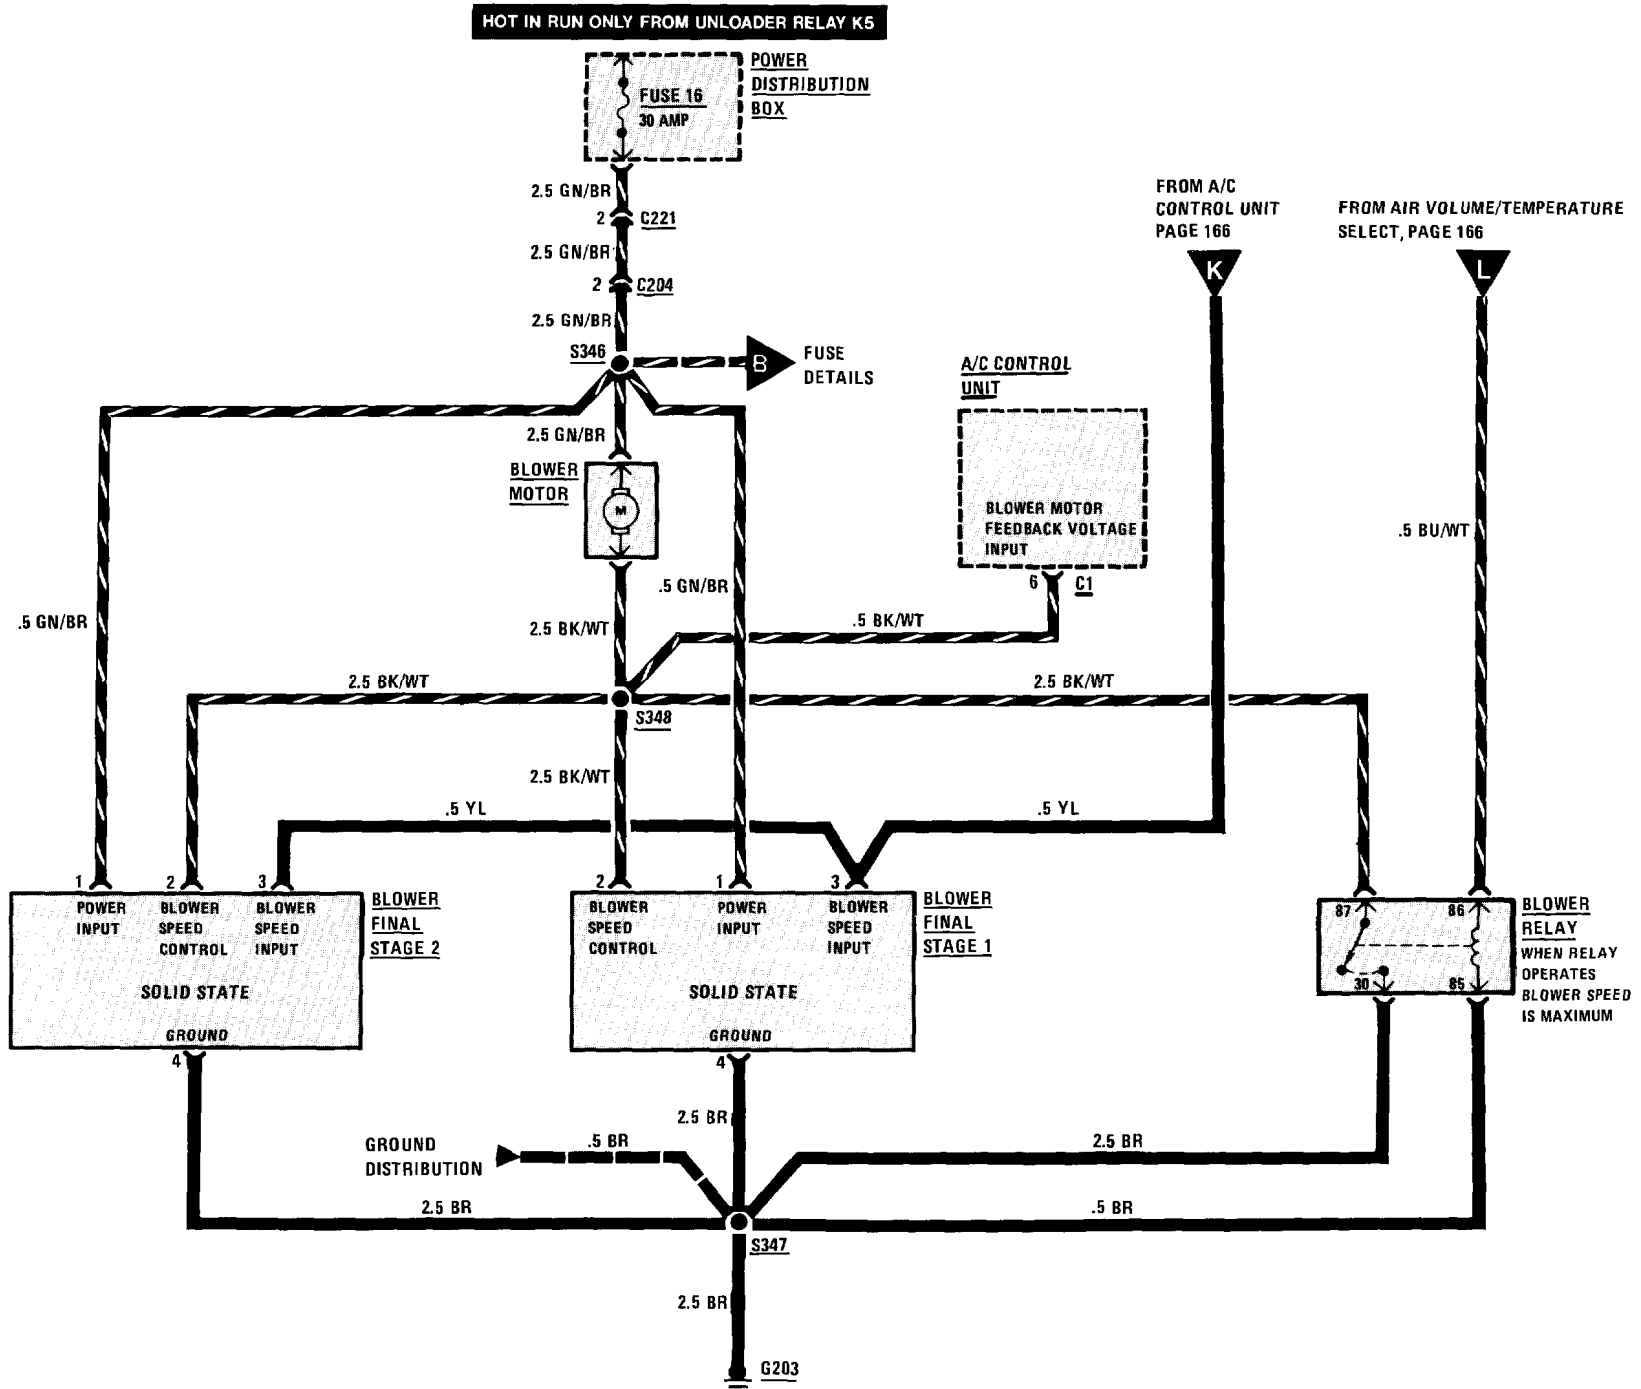 HOT IN RUN ONLY FROM UNLOADER RELAY K5
POWER
DISTRIBUTION
BOX
FUSE 16
30 AMP
2.5 GN/BR
2
C221
2.5 GN/BR
2
C204
2.5 GN/BR
S346
B
FUSE
DETAILS
FROM A/C
CONTROL UNIT
PAGE 166
K
FROM AIR VOLUME/TEMPERATURE
SELECT, PAGE 166
L
A/C CONTROL
UNIT
BLOWER MOTOR
FEEDBACK VOLTAGE
INPUT
6
C1
2.5 GN/BR
BLOWER
MOTOR
M
.5 GN/BR
.5 GN/BR
.5 BU/WT
2.5 BK/WT
.5 BK/WT
2.5 BK/WT
2.5 BK/WT
S348
2.5 BK/WT
.5 YL
.5 YL
1
2
3
POWER
INPUT
BLOWER
SPEED
CONTROL
BLOWER
SPEED
INPUT
SOLID STATE
GROUND
4
BLOWER
FINAL
STAGE 2
2
1
3
BLOWER
SPEED
CONTROL
POWER
INPUT
BLOWER
SPEED
INPUT
SOLID STATE
GROUND
4
BLOWER
FINAL
STAGE 1
87
86
30
85
BLOWER
RELAY
WHEN RELAY
OPERATES
BLOWER SPEED
IS MAXIMUM
2.5 BR
GROUND
DISTRIBUTION
.5 BR
2.5 BR
2.5 BR
.5 BR
S347
2.5 BR
G203